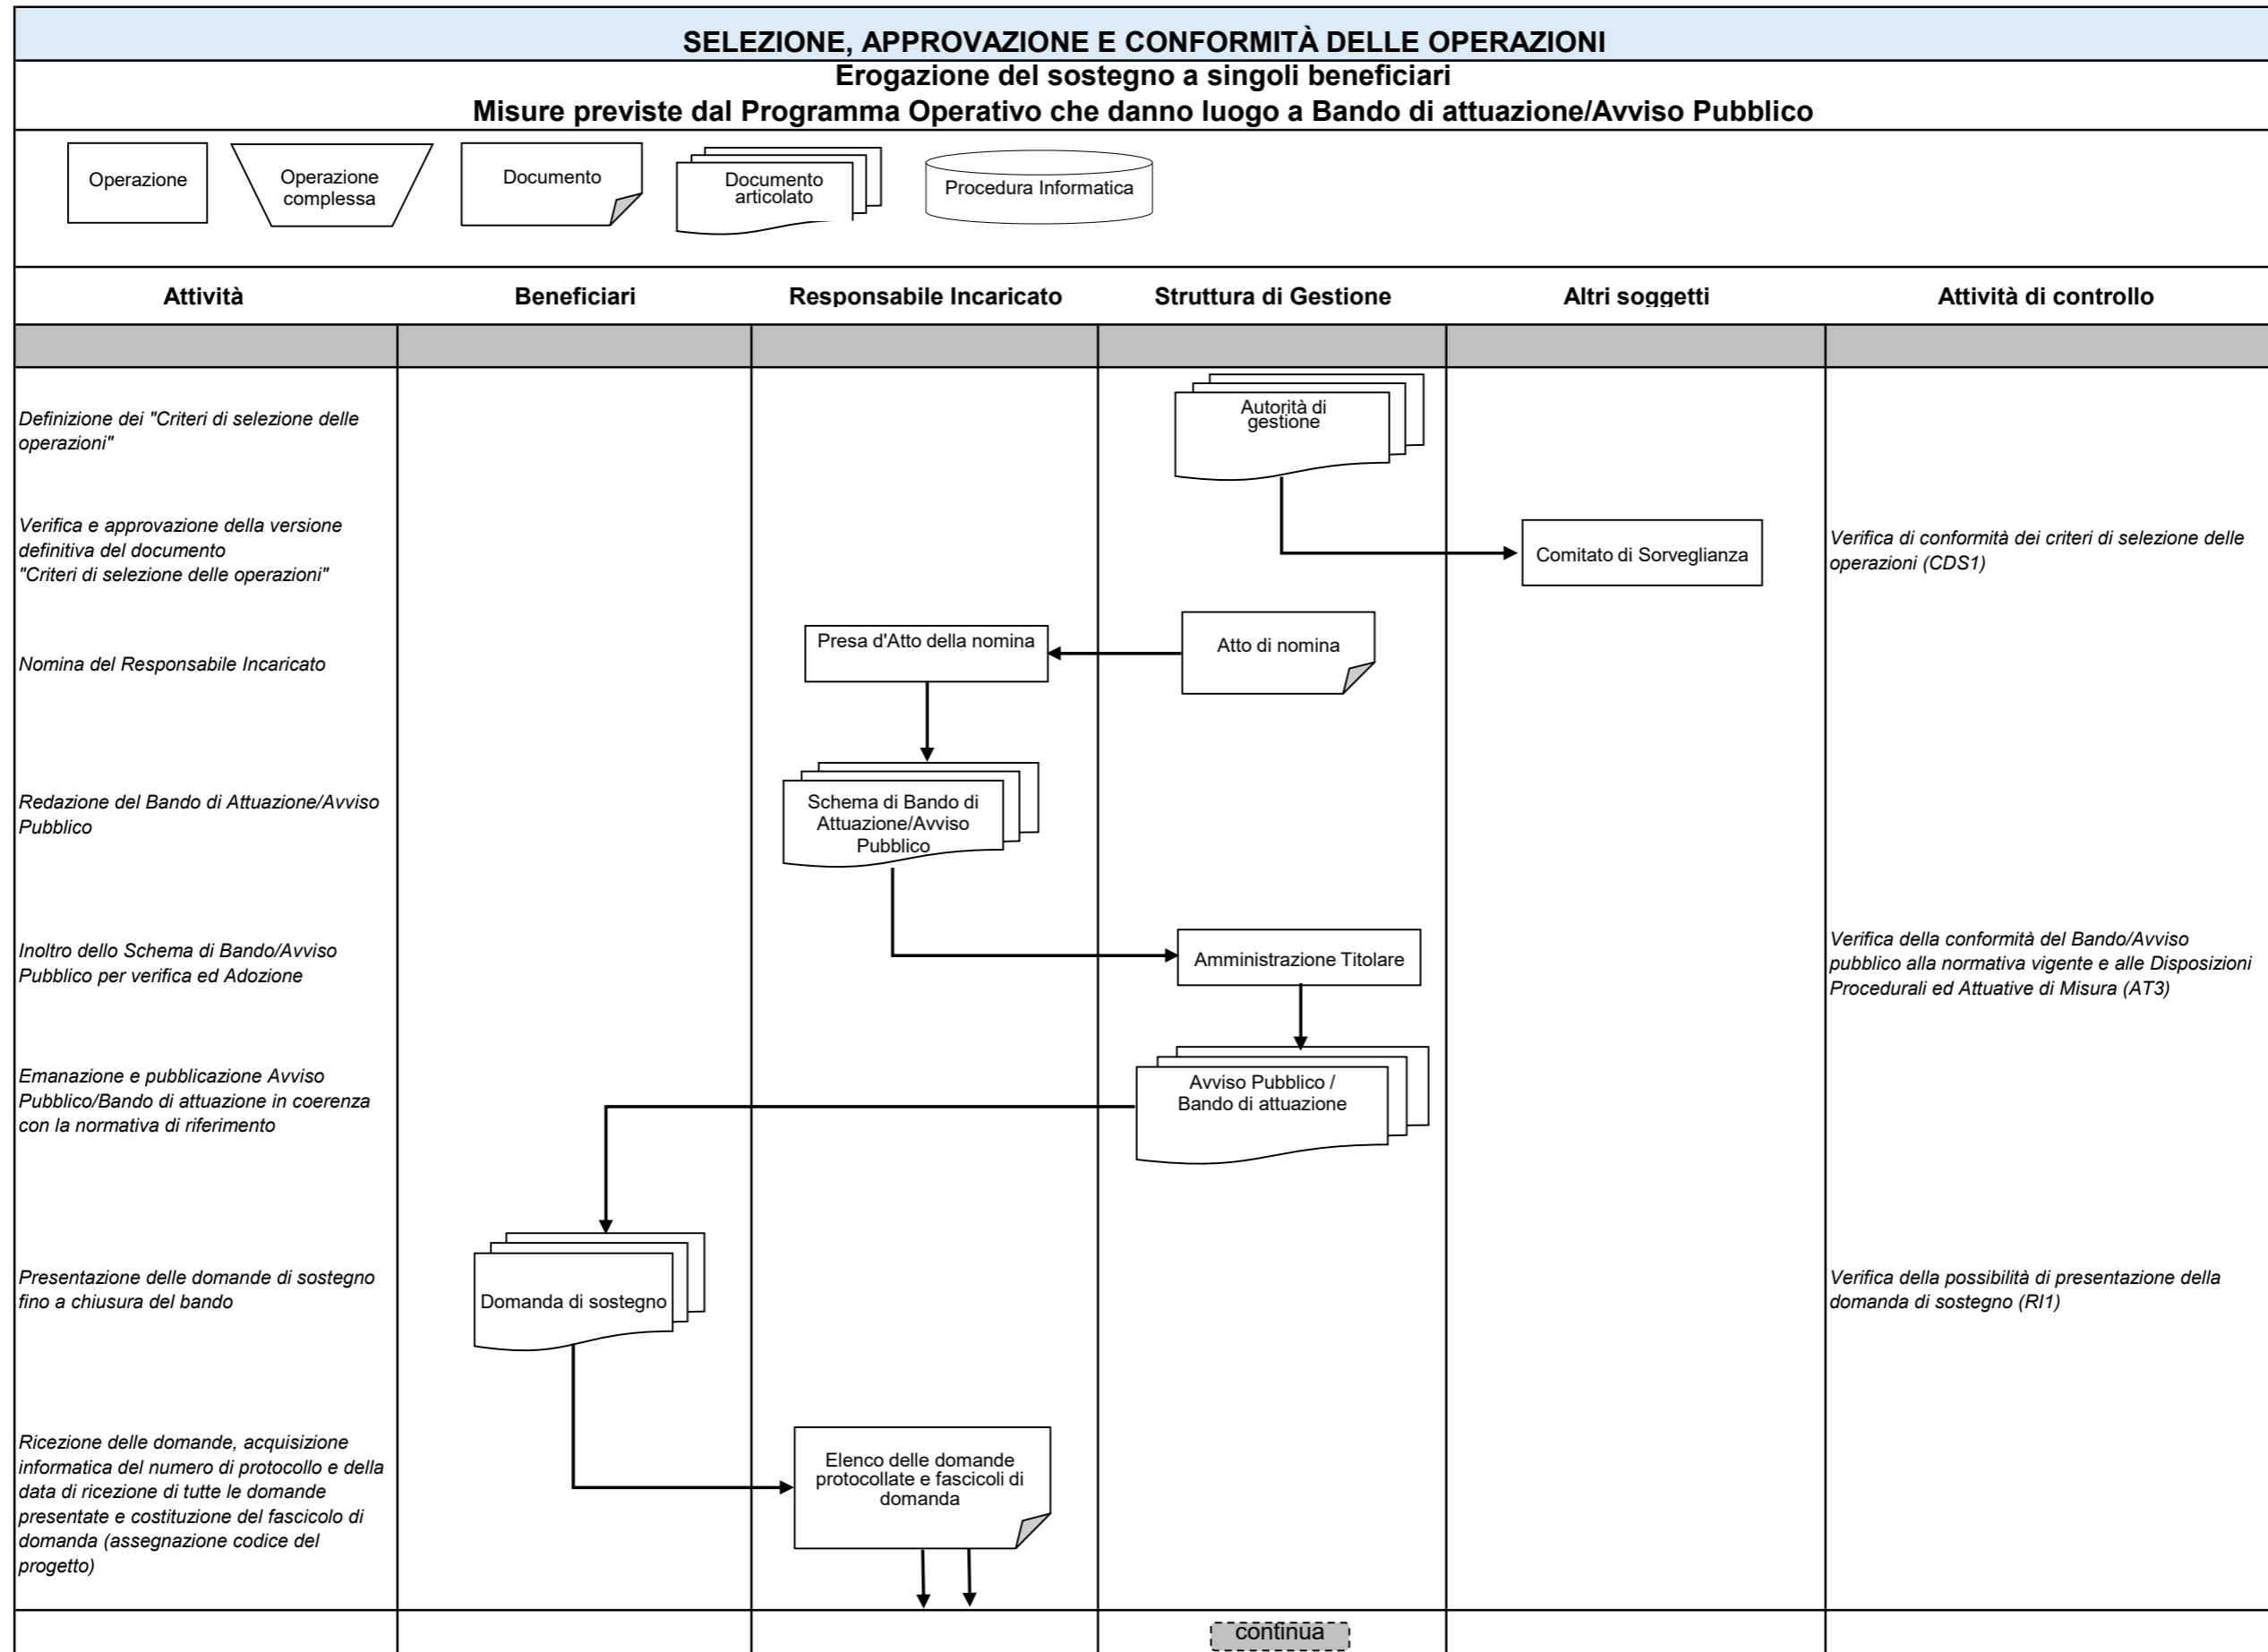 SELEZIONE, APPROVAZIONE E CONFORMITÀ DELLE OPERAZIONI
Erogazione del sostegno a singoli beneficiari
Misure previste dal Programma Operativo che danno luogo a Bando di attuazione/Avviso Pubblico
Operazione
Operazione
complessa
Documento
Documento
articolato
Procedura Informatica
Attività
Beneficiari
Responsabile Incaricato
Struttura di Gestione
Altri soggetti
Attività di controllo
Definizione dei "Criteri di selezione delle
operazioni"
Autorità di
gestione
Verifica e approvazione della versione
definitiva del documento
"Criteri di selezione delle operazioni"
Comitato di Sorveglianza
Verifica di conformità dei criteri di selezione delle
operazioni (CDS1)
Nomina del Responsabile Incaricato
Presa d'Atto della nomina
Atto di nomina
Redazione del Bando di Attuazione/Avviso
Pubblico
Schema di Bando di
Attuazione/Avviso
Pubblico
Inoltro dello Schema di Bando/Avviso
Pubblico per verifica ed Adozione
Amministrazione Titolare
Verifica della conformità del Bando/Avviso
pubblico alla normativa vigente e alle Disposizioni
Procedurali ed Attuative di Misura (AT3)
Emanazione e pubblicazione Avviso
Pubblico/Bando di attuazione in coerenza
con la normativa di riferimento
Avviso Pubblico /
Bando di attuazione
Presentazione delle domande di sostegno
fino a chiusura del bando
Domanda di sostegno
Verifica della possibilità di presentazione della
domanda di sostegno (RI1)
Ricezione delle domande, acquisizione
informatica del numero di protocollo e della
data di ricezione di tutte le domande
presentate e costituzione del fascicolo di
domanda (assegnazione codice del
progetto)
Elenco delle domande
protocollate e fascicoli di
domanda
continua